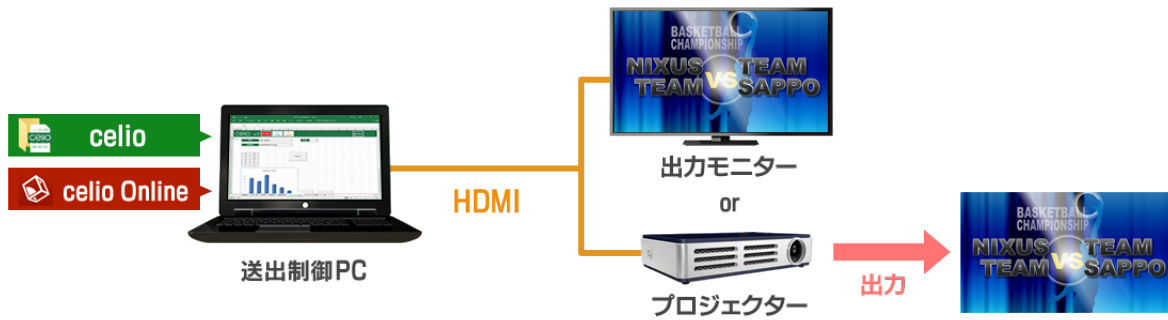 celio
celio Online
送出制御PC
HDMI
BASKETBALL
CHAMPIONSHIP
NIXUS TEAM
VS
TEAM SAPPO
出力モニター
or
プロジェクター
出力
BASKETBALL
CHAMPIONSHIP
NIXUS TEAM
VS
TEAM SAPPO